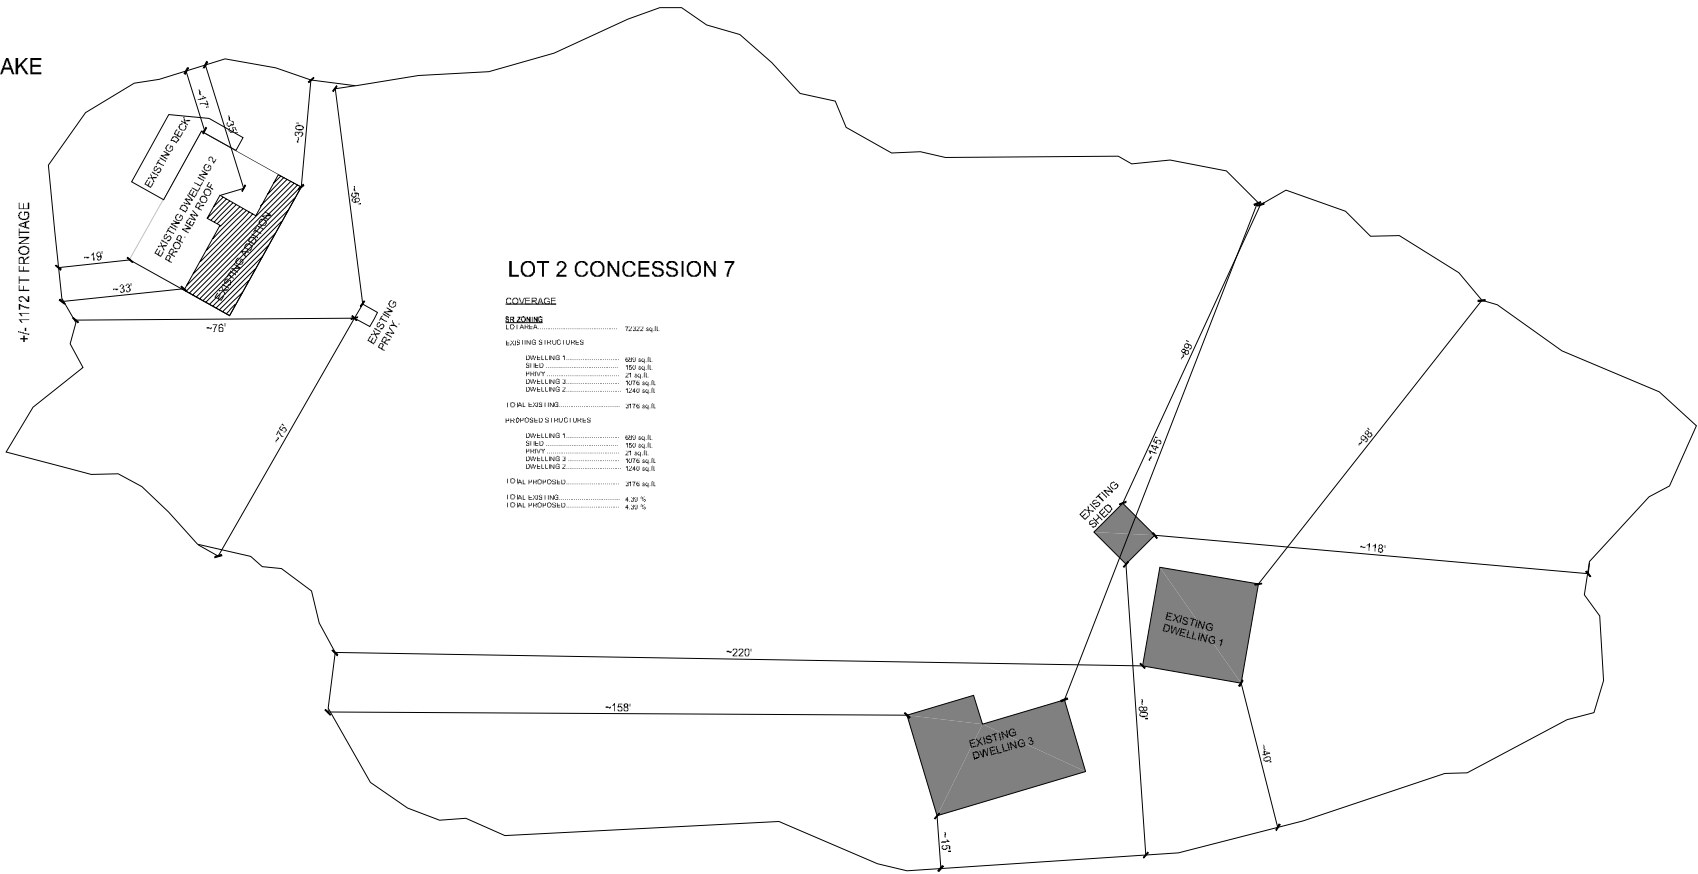 AKE
+/- 1172 FT FRONTAGE
~17'
~35'
~30'
EXISTING DECK
EXISTING DWELLING 2
PROP. NEW ROOF
EXISTING ADDITION
~59'
~19'
~33'
~76'
EXISTING
PRIVY.
~75'
LOT 2 CONCESSION 7
COVERAGE
SR ZONING
LOT AREA 72322 sq.ft.
EXISTING STRUCTURES
DWELLING 1 689 sq.ft.
SHED 150 sq.ft.
PRIVY 21 sq.ft.
DWELLING 3 1076 sq.ft.
DWELLING 2 1240 sq.ft.
TOTAL EXISTING 3176 sq.ft.
PROPOSED STRUCTURES
DWELLING 1 689 sq.ft.
SHED 150 sq.ft.
PRIVY 21 sq.ft.
DWELLING 3 1076 sq.ft.
DWELLING 2 1240 sq.ft.
TOTAL PROPOSED 3176 sq.ft.
TOTAL EXISTING 4.39 %
TOTAL PROPOSED 4.39 %
~89'
~145'
~98'
EXISTING
SHED
~118'
EXISTING
DWELLING 1
~220'
~158'
EXISTING
DWELLING 3
~80'
~40'
~15'